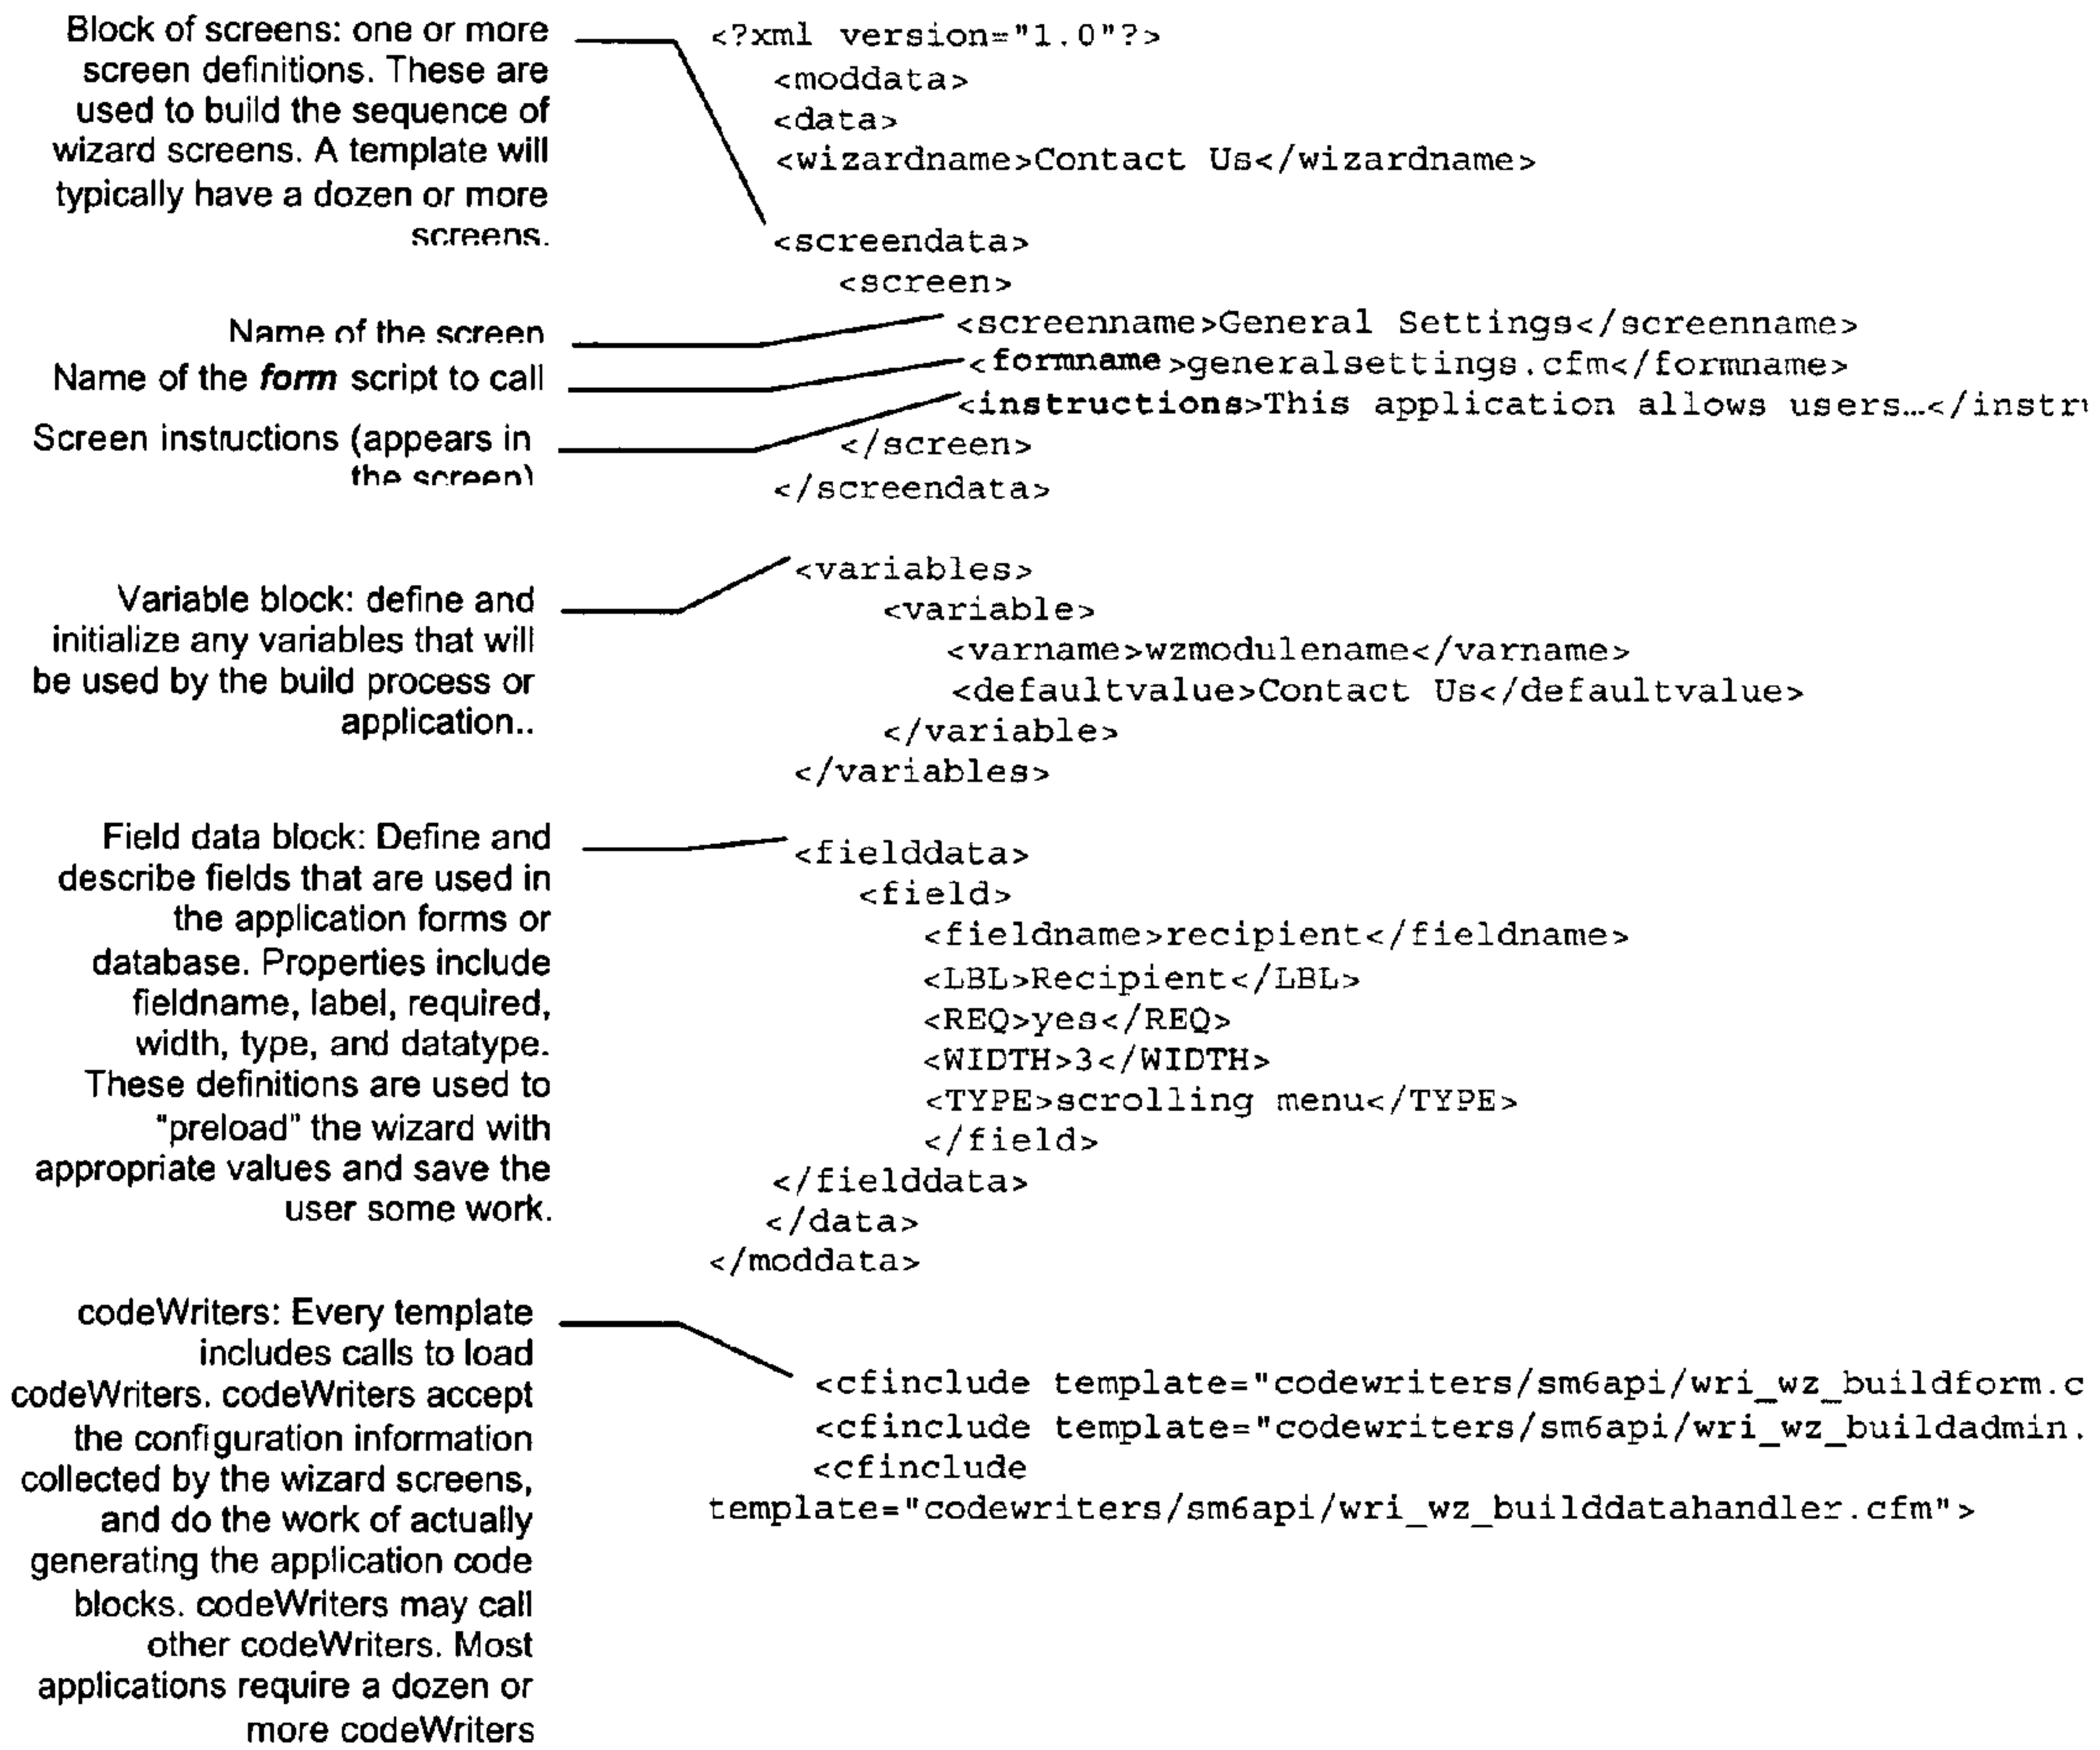 Block of screens: one or more
screen definitions. These are
used to build the sequence of
wizard screens. A template will
typically have a dozen or more
screens.
Name of the screen
Name of the form script to call
Screen instructions (appears in
the screen)
Variable block: define and
initialize any variables that will
be used by the build process or
application..
Field data block: Define and
describe fields that are used in
the application forms or
database. Properties include
fieldname, label, required,
width, type, and datatype.
These definitions are used to
"preload" the wizard with
appropriate values and save the
user some work.
codeWriters: Every template
includes calls to load
codeWriters. codeWriters accept
the configuration information
collected by the wizard screens,
and do the work of actually
generating the application code
blocks. codeWriters may call
other codeWriters. Most
applications require a dozen or
more codeWriters
<?xml version="1.0"?>
<moddata>
<data>
<wizardname>Contact Us</wizardname>
<screendata>
<screen>
<screenname>General Settings</screenname>
<formname>generalsettings.cfm</formname>
<instructions>This application allows users…</instr
</screen>
</screendata>
<variables>
<variable>
<varname>wzmodulename</varname>
<defaultvalue>Contact Us</defaultvalue>
</variable>
</variables>
<fielddata>
<field>
<fieldname>recipient</fieldname>
<LBL>Recipient</LBL>
<REQ>yes</REQ>
<WIDTH>3</WIDTH>
<TYPE>scrolling menu</TYPE>
</field>
</fielddata>
</data>
</moddata>
<cfinclude template="codewriters/sm6api/wri_wz_buildform.c
<cfinclude template="codewriters/sm6api/wri_wz_buildadmin.
<cfinclude
template="codewriters/sm6api/wri_wz_builddatahandler.cfm">